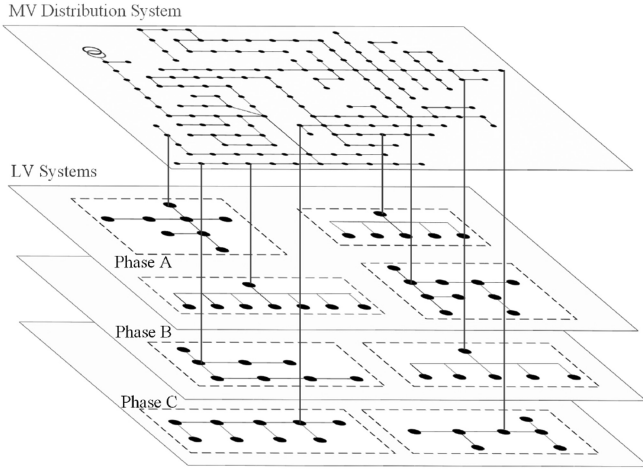 MV Distribution System
LV Systems
Phase A
Phase B
Phase C